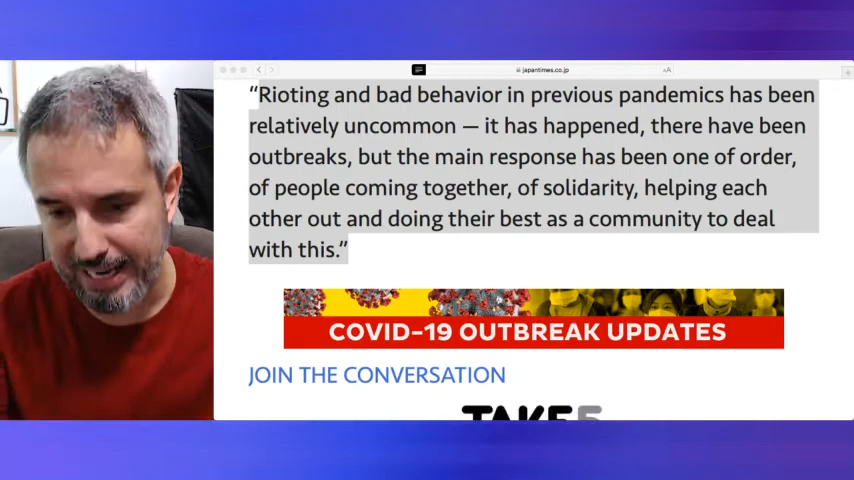 japantimes.co.jp
AA
“Rioting and bad behavior in previous pandemics has been
relatively uncommon — it has happened, there have been
outbreaks, but the main response has been one of order,
of people coming together, of solidarity, helping each
other out and doing their best as a community to deal
with this.”
COVID-19 OUTBREAK UPDATES
JOIN THE CONVERSATION
TAKE5